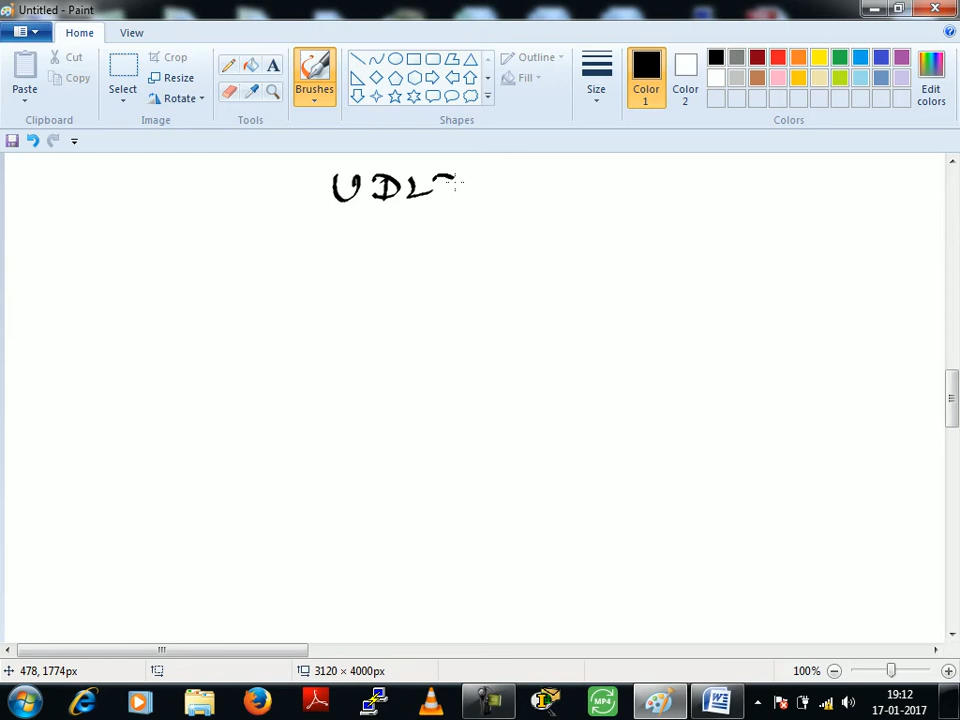 Untitled - Paint
Home View
Paste
Cut
Copy
Clipboard
Select
Crop
Resize
Rotate
Image
Tools
Brushes
Shapes
Outline
Fill
Size
Color 1
Color 2
Colors
Edit colors
UDL
478, 1774px
3120 × 4000px
100%
MP4
19:12
17-01-2017